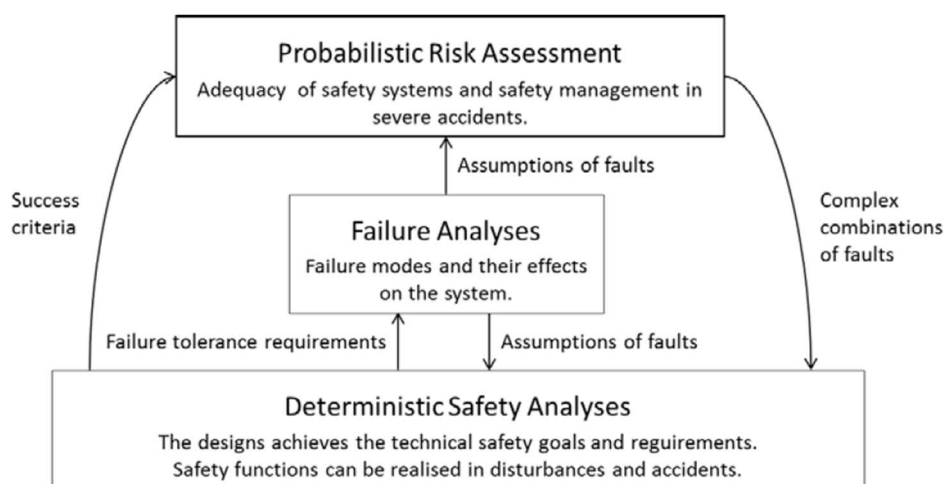 Probabilistic Risk Assessment
Adequacy of safety systems and safety management in
severe accidents.
Assumptions of faults
Success
criteria
Complex
combinations
of faults
Failure Analyses
Failure modes and their effects
on the system.
Failure tolerance requirements
Assumptions of faults
Deterministic Safety Analyses
The designs achieves the technical safety goals and reguirements.
Safety functions can be realised in disturbances and accidents.